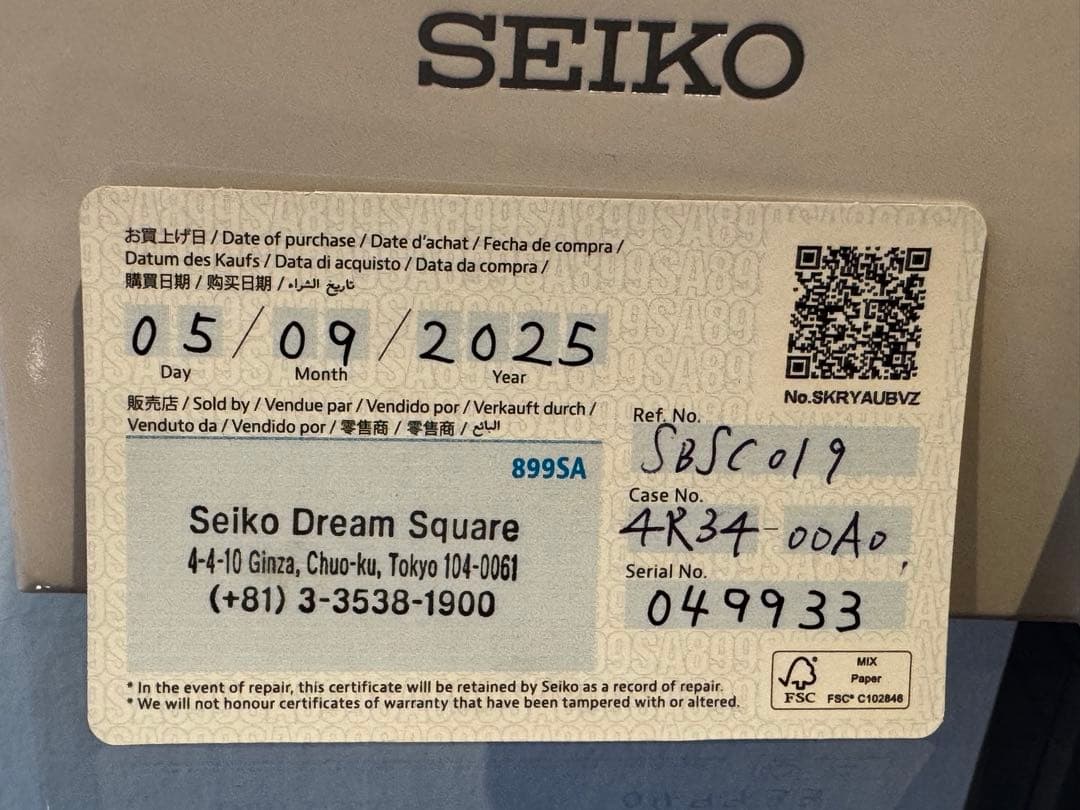 SEIKO
お買上げ日 / Date of purchase / Date d'achat / Fecha de compra /
Datum des Kaufs / Data di acquisto / Data da compra /
購買日期 / 购买日期 / تاريخ الشراء
05 / 09 / 2025
Day Month Year
No.SKRYAUBVZ
販売店 / Sold by / Vendue par / Vendido por / Verkauft durch /
Venduto da / Vendido por / 零售商 / 零售商 / البائع
899SA
Seiko Dream Square
4-4-10 Ginza, Chuo-ku, Tokyo 104-0061
(+81) 3-3538-1900
Ref. No.
SBSC019
Case No.
4R34-00A0
Serial No.
049933
* In the event of repair, this certificate will be retained by Seiko as a record of repair.
* We will not honour certificates of warranty that have been tampered with or altered.
FSC
MIX
Paper
FSC® C102846